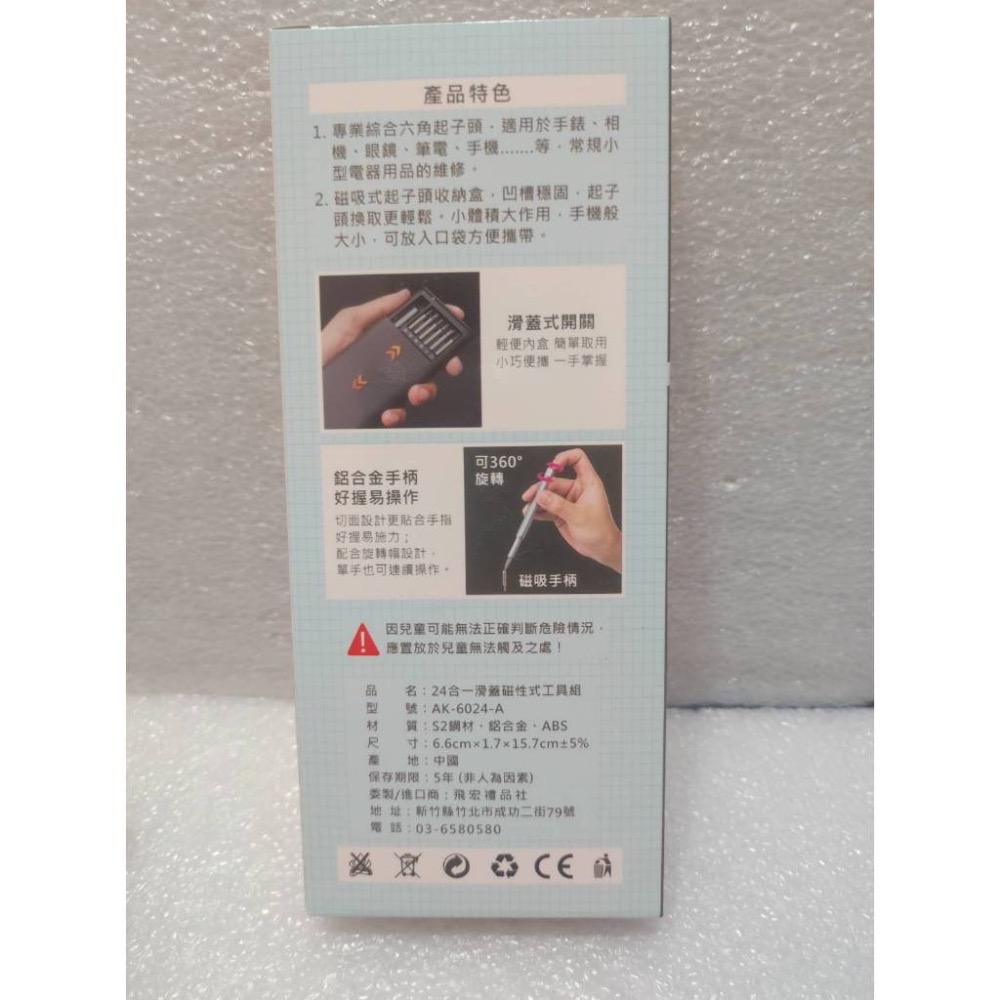 產品特色
1. 專業綜合六角起子頭，適用於手錶、相
機、眼鏡、筆電、手機.......等，常規小
型電器用品的維修。
2. 磁吸式起子頭收納盒，凹槽穩固，起子
頭換取更輕鬆。小體積大作用，手機般
大小，可放入口袋方便攜帶。
滑蓋式開關
輕便內盒 簡單取用
小巧便攜 一手掌握
鋁合金手柄
好握易操作
切面設計更貼合手指
好握易施力；
配合旋轉帽設計，
單手也可連續操作。
可360°
旋轉
磁吸手柄
因兒童可能無法正確判斷危險情況，
應置放於兒童無法觸及之處！
品 名：24合一滑蓋磁性式工具組
型 號：AK-6024-A
材 質：S2鋼材、鋁合金、ABS
尺 寸：6.6cm×1.7×15.7cm±5%
產 地：中國
保存期限：5年 (非人為因素)
委製/進口商：飛宏禮品社
地 址：新竹縣竹北市成功二街79號
電 話：03-6580580
CE